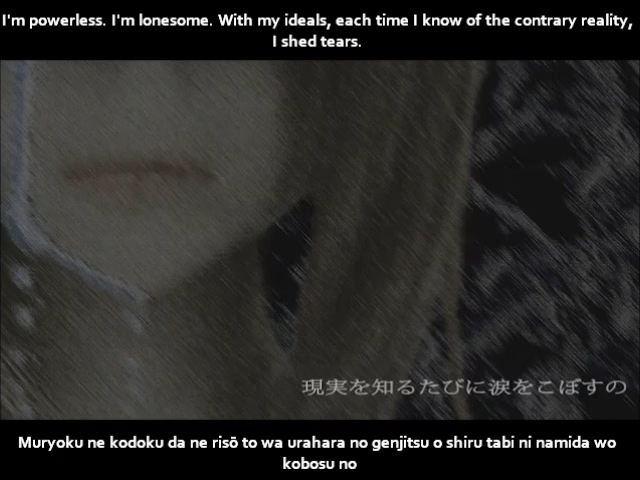 I'm powerless. I'm lonesome. With my ideals, each time I know of the contrary reality,
I shed tears.
現実を知るたびに涙をこぼすの
Muryoku ne kodoku da ne risō to wa urahara no genjitsu o shiru tabi ni namida wo
kobosu no